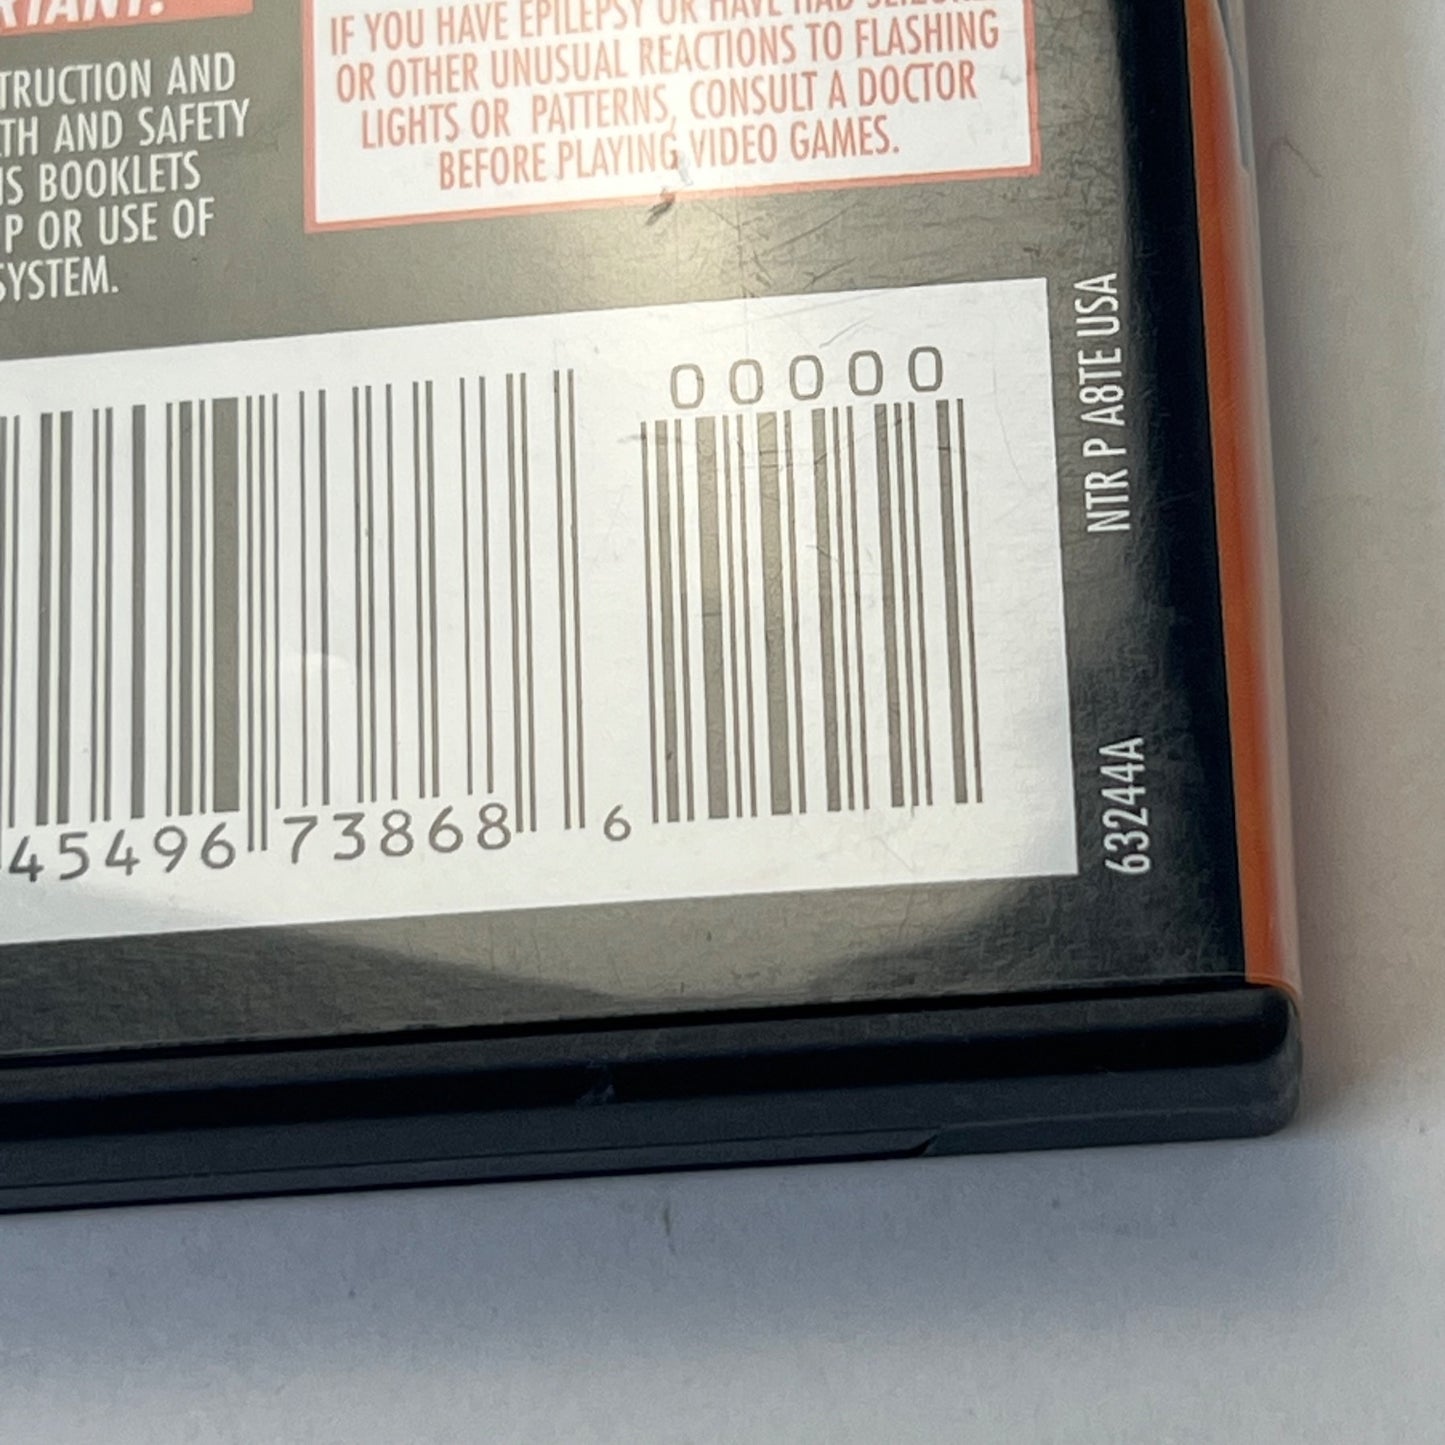 IF YOU HAVE EPILEPSY OR HAVE HAD
TRUCTION AND
LTH AND SAFETY
NS BOOKLETS
P OR USE OF
SYSTEM.
OR OTHER UNUSUAL REACTIONS TO FLASHING
LIGHTS OR PATTERNS, CONSULT A DOCTOR
BEFORE PLAYING VIDEO GAMES.
00000
45496 73868 6
NTR P A8TE USA
63244A